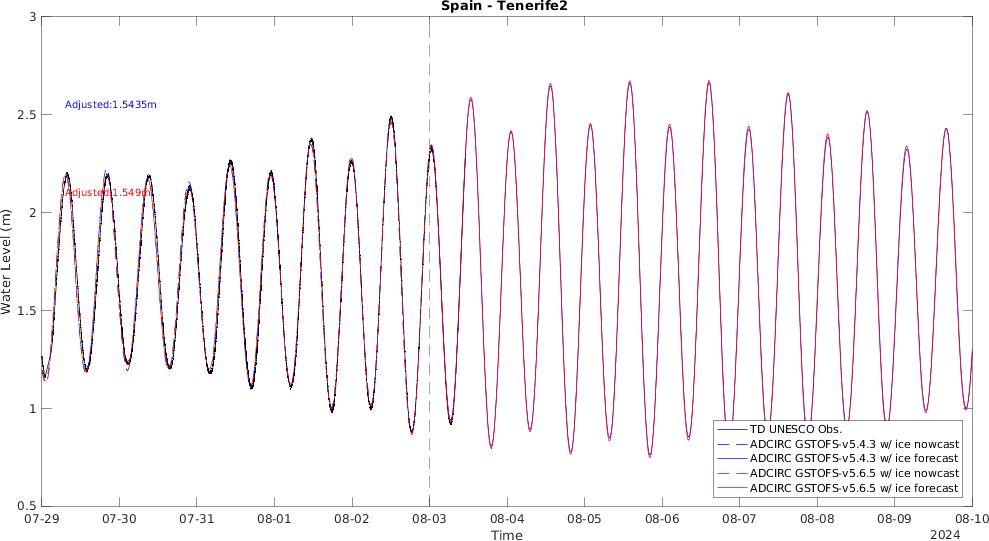 Spain - Tenerife2
3
2.5
2
1.5
1
0.5
Water Level (m)
Adjusted:1.5435m
Adjusted:1.549m
TD UNESCO Obs.
ADCIRC GSTOFS-v5.4.3 w/ ice nowcast
ADCIRC GSTOFS-v5.4.3 w/ ice forecast
ADCIRC GSTOFS-v5.6.5 w/ ice nowcast
ADCIRC GSTOFS-v5.6.5 w/ ice forecast
07-29 07-30 07-31 08-01 08-02 08-03 08-04 08-05 08-06 08-07 08-08 08-09 08-10
Time
2024